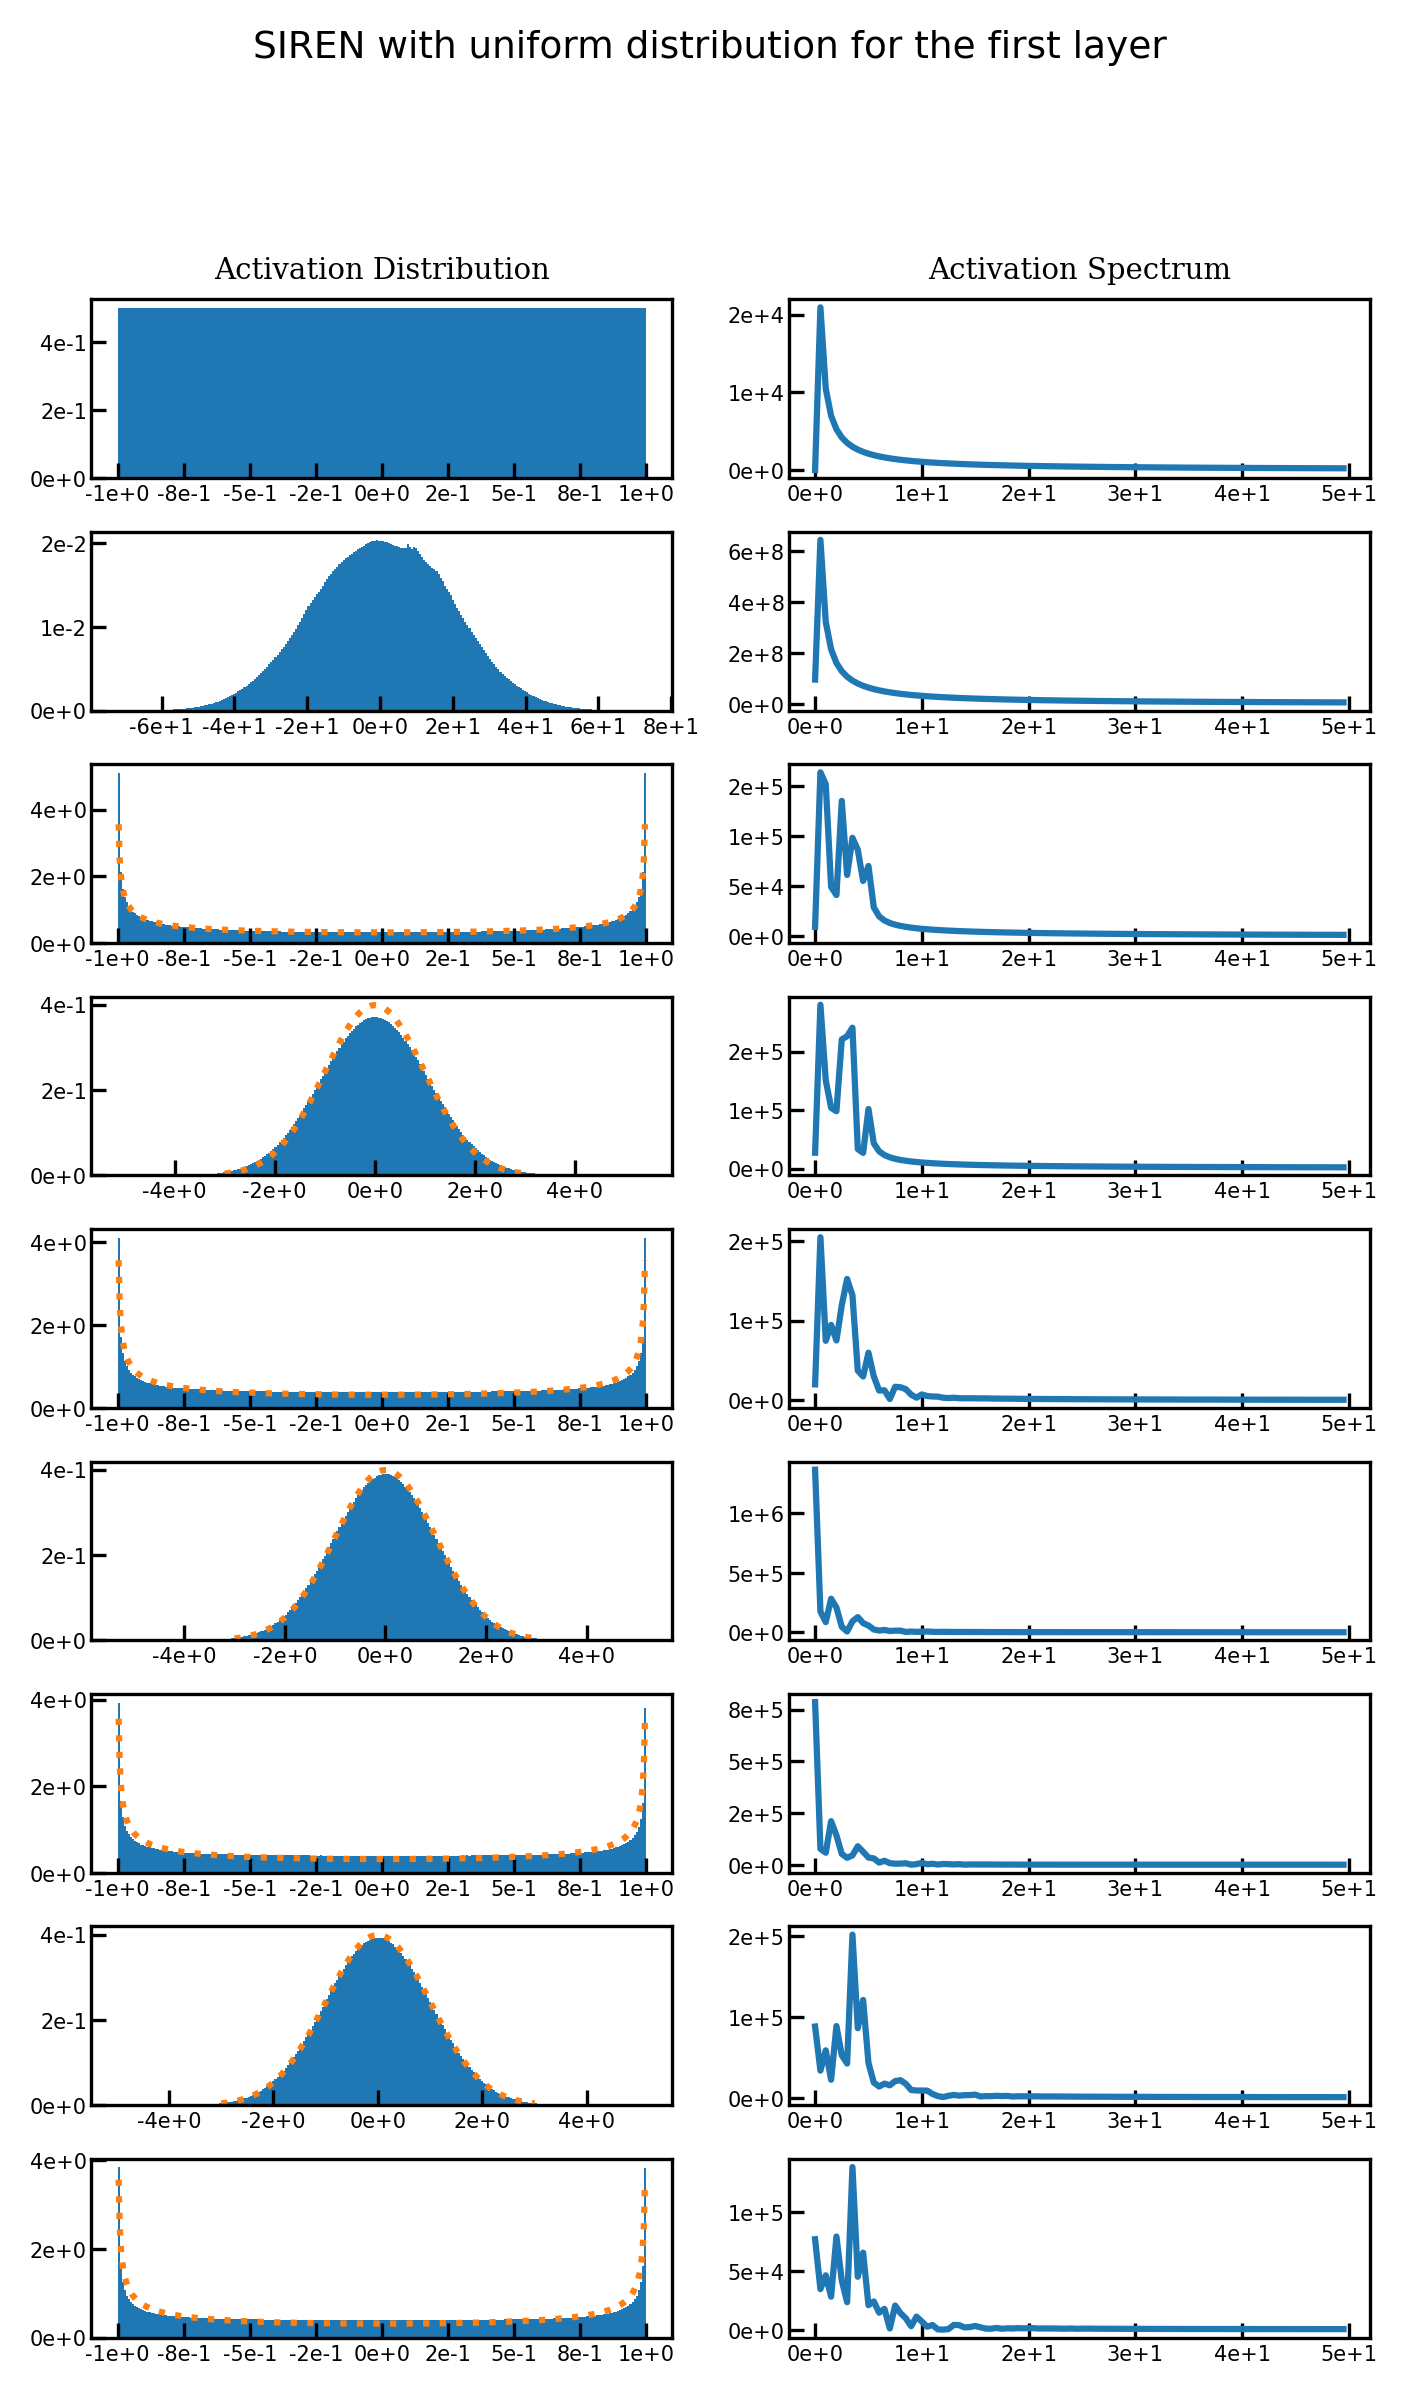 SIREN with uniform distribution for the first layer
Activation Distribution
Activation Spectrum
4e-1
2e-1
0e+0
-1e+0 -8e-1 -5e-1 -2e-1 0e+0 2e-1 5e-1 8e-1 1e+0
2e+4
1e+4
0e+0
0e+0 1e+1 2e+1 3e+1 4e+1 5e+1
2e-2
1e-2
0e+0
-6e+1 -4e+1 -2e+1 0e+0 2e+1 4e+1 6e+1 8e+1
6e+8
4e+8
2e+8
0e+0
0e+0 1e+1 2e+1 3e+1 4e+1 5e+1
4e+0
2e+0
0e+0
-1e+0 -8e-1 -5e-1 -2e-1 0e+0 2e-1 5e-1 8e-1 1e+0
2e+5
1e+5
5e+4
0e+0
0e+0 1e+1 2e+1 3e+1 4e+1 5e+1
4e-1
2e-1
0e+0
-4e+0 -2e+0 0e+0 2e+0 4e+0
2e+5
1e+5
0e+0
0e+0 1e+1 2e+1 3e+1 4e+1 5e+1
4e+0
2e+0
0e+0
-1e+0 -8e-1 -5e-1 -2e-1 0e+0 2e-1 5e-1 8e-1 1e+0
2e+5
1e+5
0e+0
0e+0 1e+1 2e+1 3e+1 4e+1 5e+1
4e-1
2e-1
0e+0
-4e+0 -2e+0 0e+0 2e+0 4e+0
1e+6
5e+5
0e+0
0e+0 1e+1 2e+1 3e+1 4e+1 5e+1
4e+0
2e+0
0e+0
-1e+0 -8e-1 -5e-1 -2e-1 0e+0 2e-1 5e-1 8e-1 1e+0
8e+5
5e+5
2e+5
0e+0
0e+0 1e+1 2e+1 3e+1 4e+1 5e+1
4e-1
2e-1
0e+0
-4e+0 -2e+0 0e+0 2e+0 4e+0
2e+5
1e+5
0e+0
0e+0 1e+1 2e+1 3e+1 4e+1 5e+1
4e+0
2e+0
0e+0
-1e+0 -8e-1 -5e-1 -2e-1 0e+0 2e-1 5e-1 8e-1 1e+0
1e+5
5e+4
0e+0
0e+0 1e+1 2e+1 3e+1 4e+1 5e+1